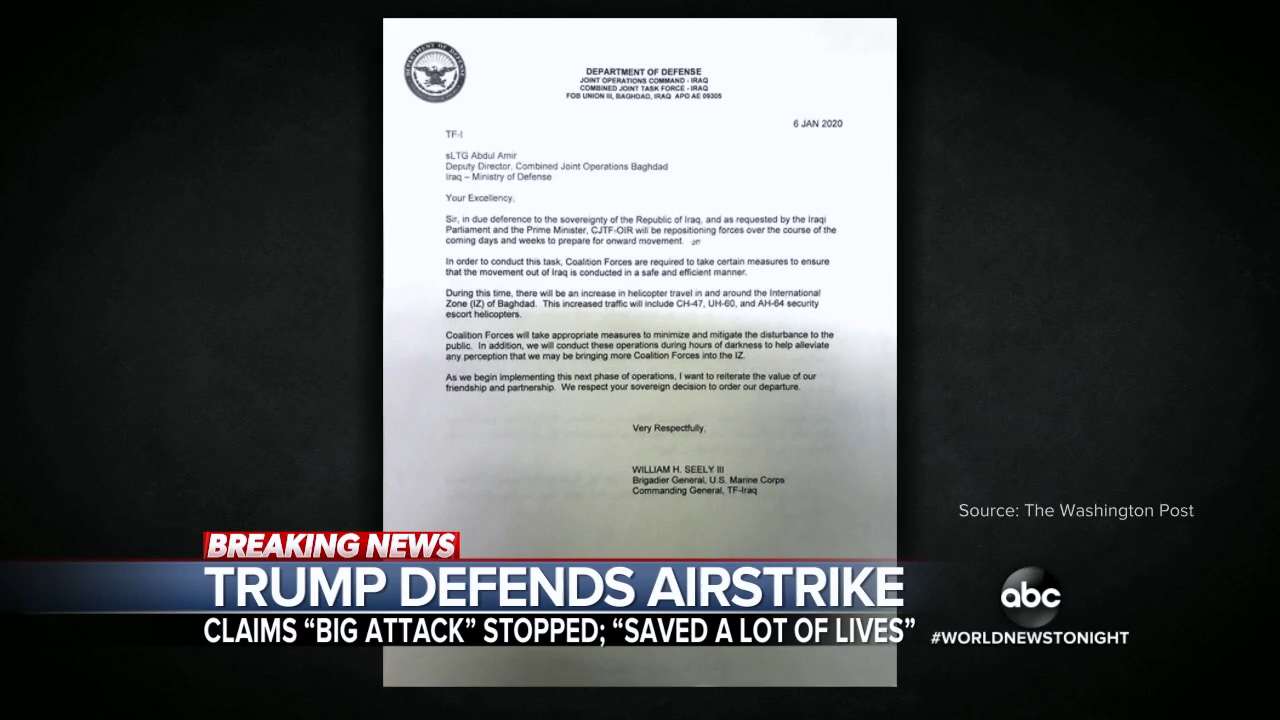 DEPARTMENT OF DEFENSE
DEPARTMENT OF DEFENSE
JOINT OPERATIONS COMMAND - IRAQ
COMBINED JOINT TASK FORCE - IRAQ
FOB UNION III, BAGHDAD, IRAQ APO AE 09305
6 JAN 2020
TF-I
sLTG Abdul Amir
Deputy Director, Combined Joint Operations Baghdad
Iraq – Ministry of Defense
Your Excellency,
Sir, in due deference to the sovereignty of the Republic of Iraq, and as requested by the Iraqi
Parliament and the Prime Minister, CJTF-OIR will be repositioning forces over the course of the
coming days and weeks to prepare for onward movement.
In order to conduct this task, Coalition Forces are required to take certain measures to ensure
that the movement out of Iraq is conducted in a safe and efficient manner.
During this time, there will be an increase in helicopter travel in and around the International
Zone (IZ) of Baghdad. This increased traffic will include CH-47, UH-60, and AH-64 security
escort helicopters.
Coalition Forces will take appropriate measures to minimize and mitigate the disturbance to the
public. In addition, we will conduct these operations during hours of darkness to help alleviate
any perception that we may be bringing more Coalition Forces into the IZ.
As we begin implementing this next phase of operations, I want to reiterate the value of our
friendship and partnership. We respect your sovereign decision to order our departure.
Very Respectfully,
WILLIAM H. SEELY III
Brigadier General, U.S. Marine Corps
Commanding General, TF-Iraq
Source: The Washington Post
BREAKING NEWS
TRUMP DEFENDS AIRSTRIKE
CLAIMS “BIG ATTACK” STOPPED; “SAVED A LOT OF LIVES”
abc
#WORLDNEWSTONIGHT